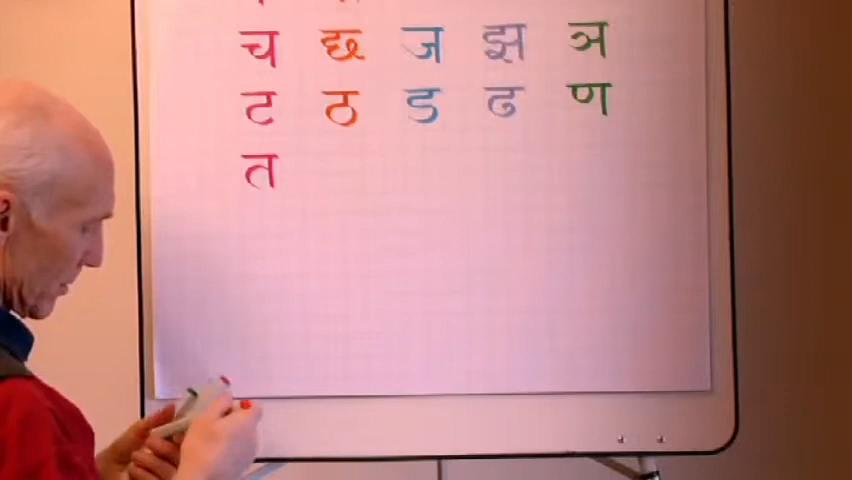 च छ ज झ ञ
ट ठ ड ढ ण
त